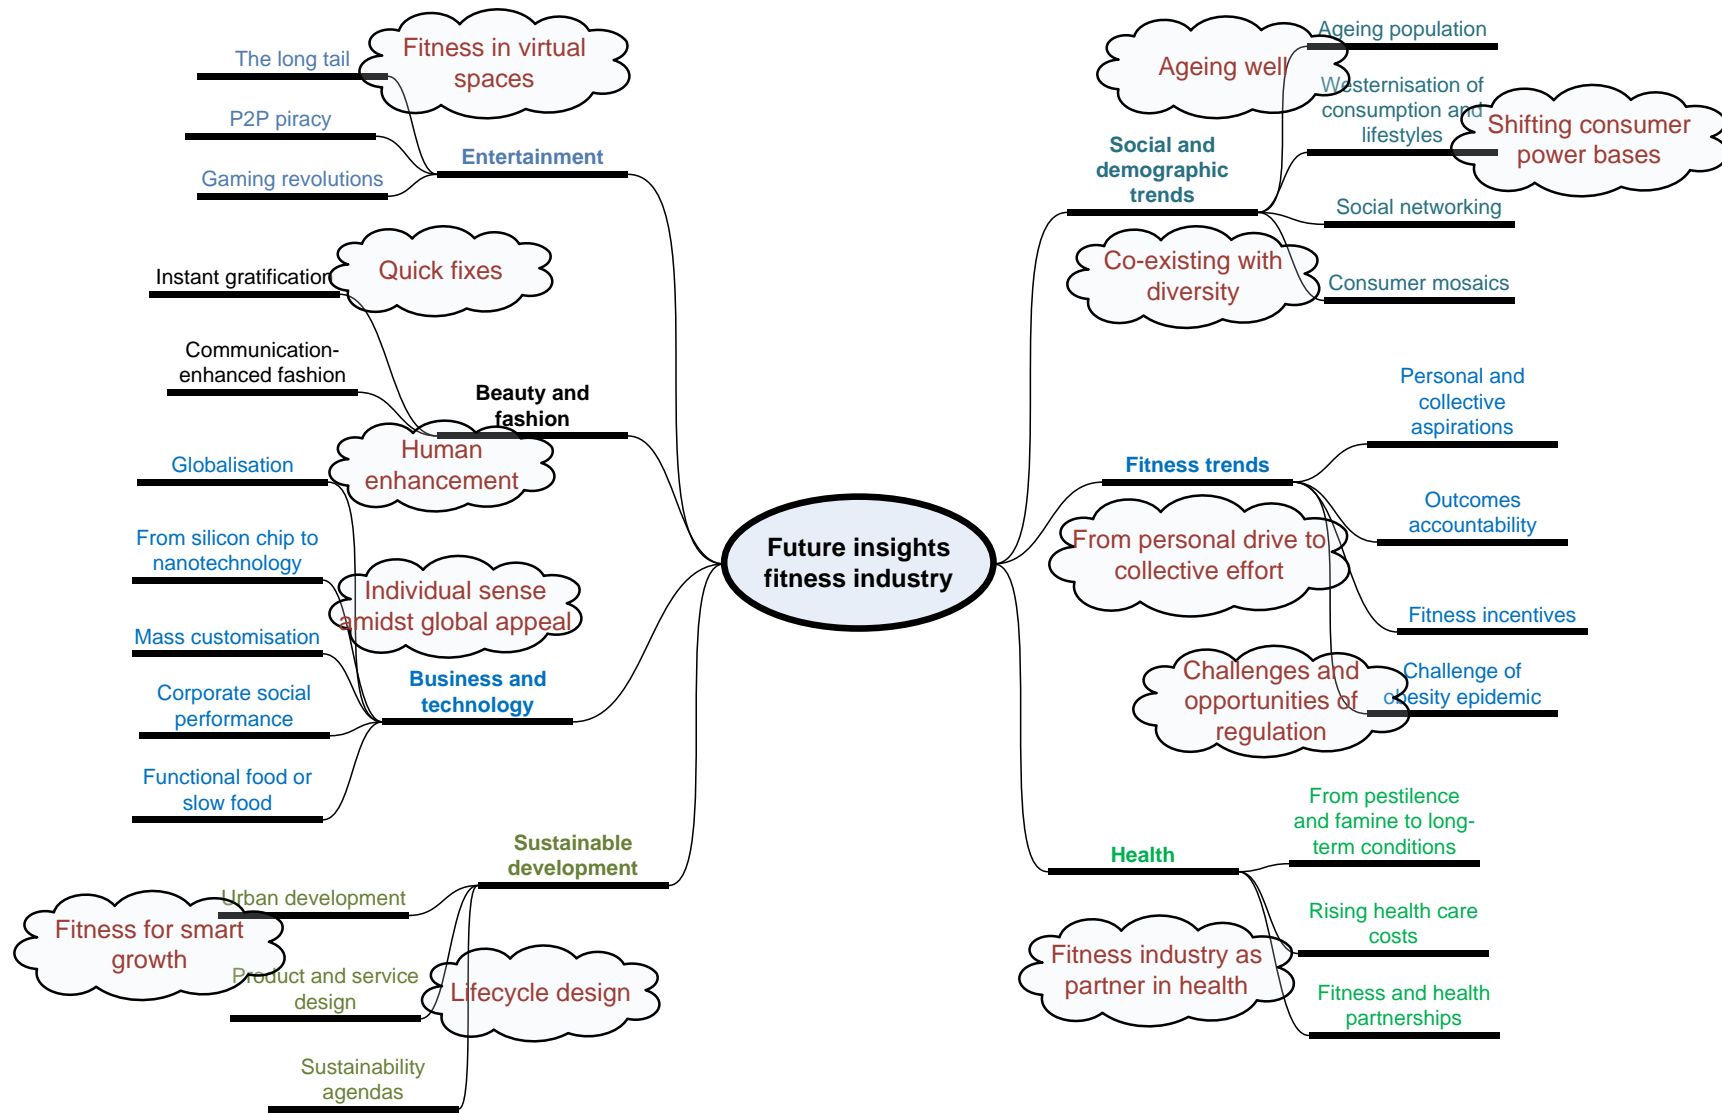 The long tail
P2P piracy
Gaming revolutions
Entertainment
Fitness in virtual
spaces
Instant gratification
Communication-
enhanced fashion
Beauty and
fashion
Quick fixes
Human
enhancement
Globalisation
From silicon chip to
nanotechnology
Mass customisation
Corporate social
performance
Functional food or
slow food
Business and
technology
Individual sense
amidst global appeal
Sustainable
development
Urban development
Product and service
design
Sustainability
agendas
Fitness for smart
growth
Lifecycle design
Future insights
fitness industry
Ageing well
Ageing population
Westernisation of
consumption and
lifestyles
Shifting consumer
power bases
Social and
demographic
trends
Social networking
Consumer mosaics
Co-existing with
diversity
Fitness trends
Personal and
collective
aspirations
Outcomes
accountability
Fitness incentives
Challenge of
obesity epidemic
From personal drive to
collective effort
Challenges and
opportunities of
regulation
Health
From pestilence
and famine to long-
term conditions
Rising health care
costs
Fitness and health
partnerships
Fitness industry as
partner in health